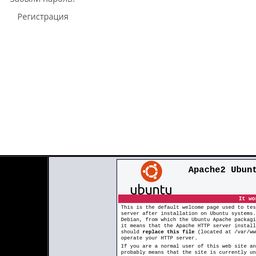 Забыли пароль?
Регистрация
Apache2 Ubunt
ubuntu
It wo
This is the default welcome page used to tes
server after installation on Ubuntu systems.
Debian, from which the Ubuntu Apache packagi
it means that the Apache HTTP server install
should replace this file (located at /var/www
operate your HTTP server.
If you are a normal user of this web site an
probably means that the site is currently un